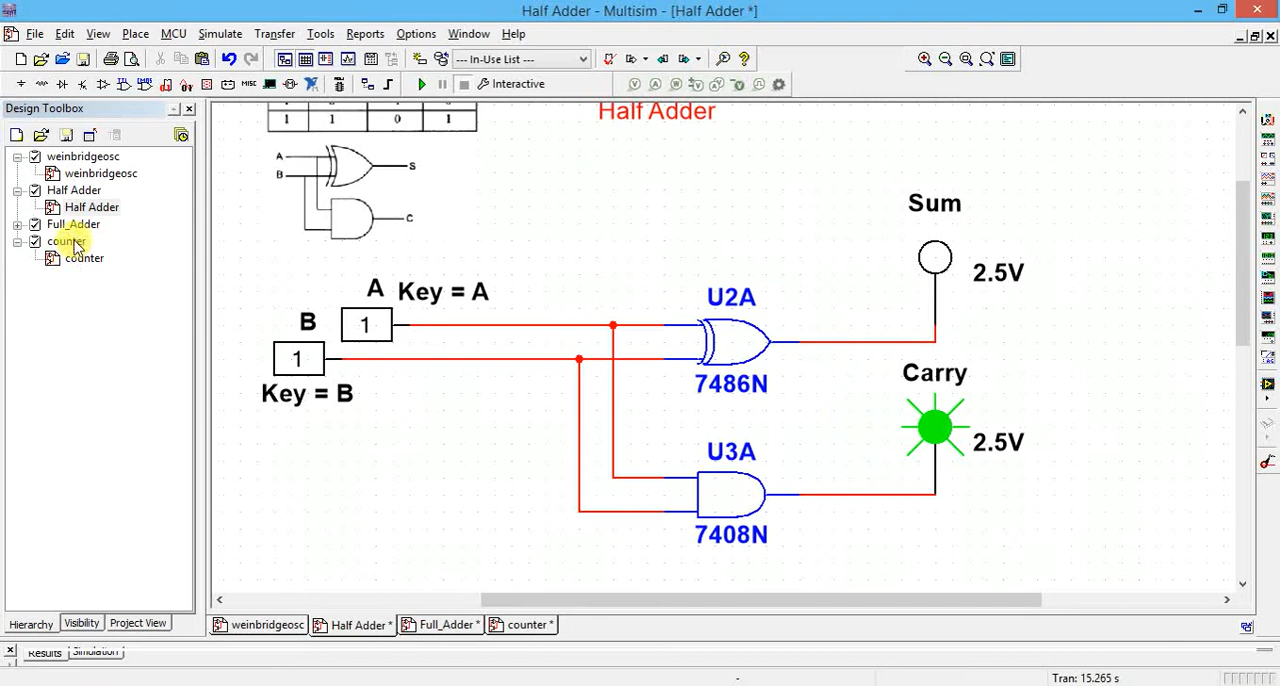 Half Adder - Multisim - [Half Adder *]
File Edit View Place MCU Simulate Transfer Tools Reports Options Window Help
--- In-Use List ---
MISC Interactive
Design Toolbox
weinbridgeosc
weinbridgeosc
Half Adder
Half Adder
Full_Adder
counter
counter
Half Adder
1 1 0 1
A
B
S
C
Sum
2.5V
A Key = A
1
B
1
Key = B
U2A
7486N
Carry
2.5V
U3A
7408N
Hierarchy Visibility Project View
weinbridgeosc Half Adder * Full_Adder * counter *
Results Simulation
- Tran: 15.265 s